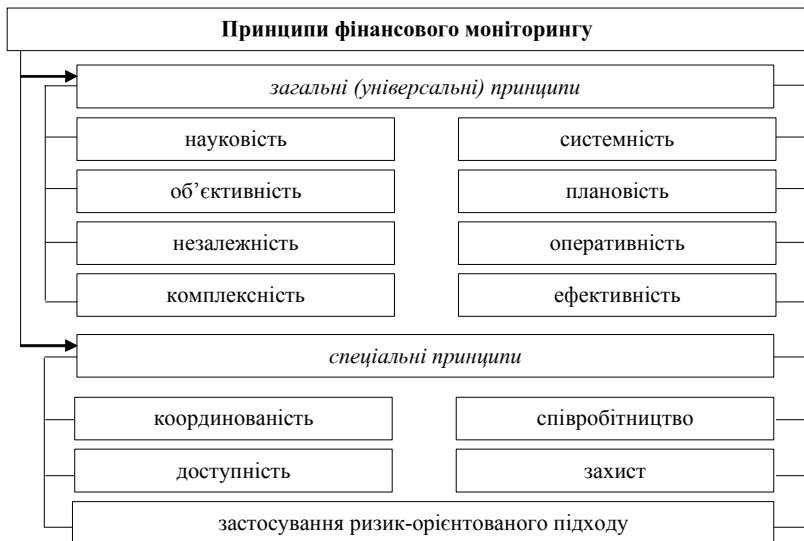 Принципи фінансового моніторингу
загальні (універсальні) принципи
науковість
системність
об’єктивність
плановість
незалежність
оперативність
комплексність
ефективність
спеціальні принципи
координованість
співробітництво
доступність
захист
застосування ризик-орієнтованого підходу